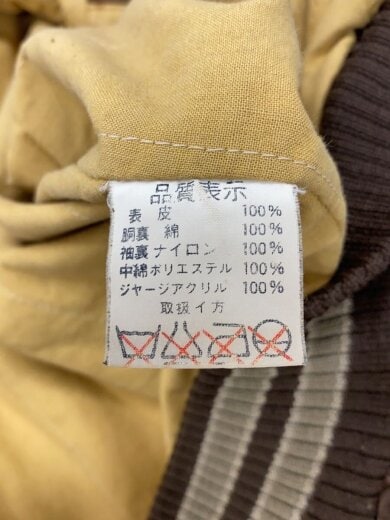 品質表示
表 皮 100%
胴裏 綿 100%
袖裏ナイロン 100%
中綿ポリエステル 100%
ジャージアクリル 100%
取扱イ方